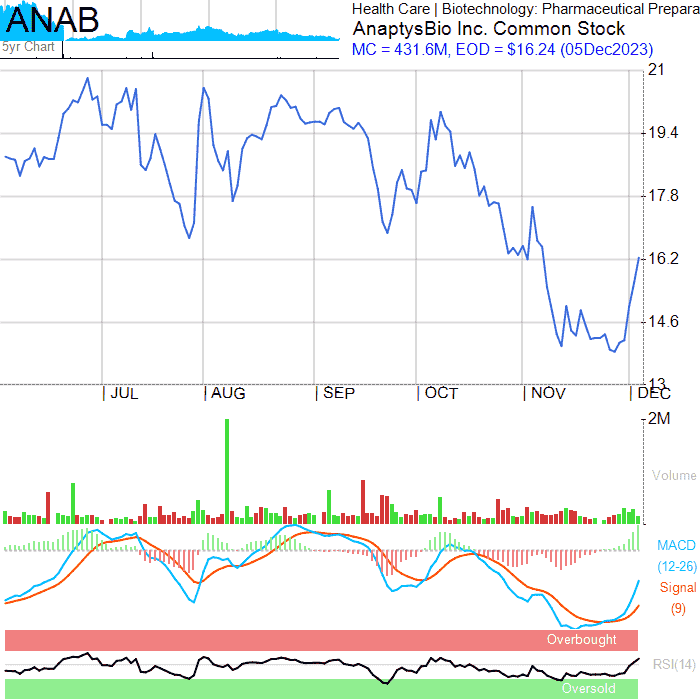 ANAB
5yr Chart
Health Care | Biotechnology: Pharmaceutical Prepara
AnaptysBio Inc. Common Stock
MC = 431.6M, EOD = $16.24 (05Dec2023)
21
19.4
17.8
16.2
14.6
13
JUL AUG SEP OCT NOV DEC
2M
Volume
MACD
(12-26)
Signal
(9)
Overbought
RSI(14)
Oversold